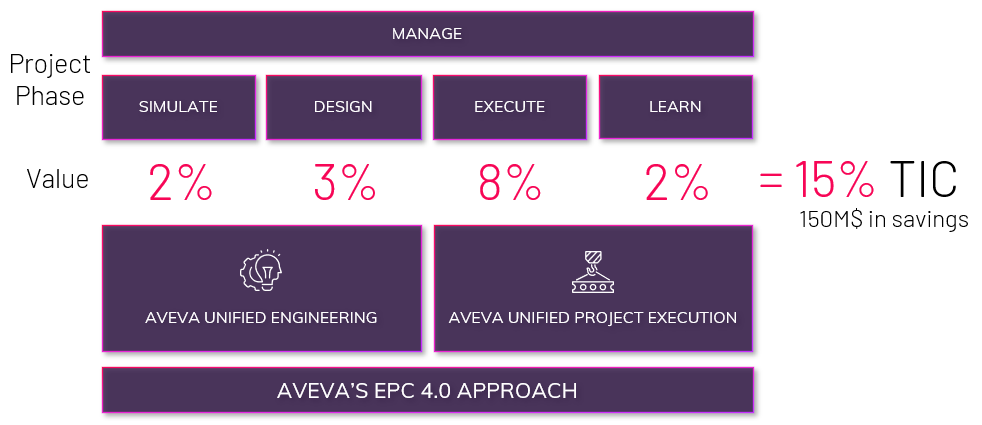 MANAGE
Project
Phase
SIMULATE DESIGN EXECUTE LEARN
Value 2% 3% 8% 2% = 15% TIC
150M$ in savings
AVEVA UNIFIED ENGINEERING AVEVA UNIFIED PROJECT EXECUTION
AVEVA’S EPC 4.0 APPROACH